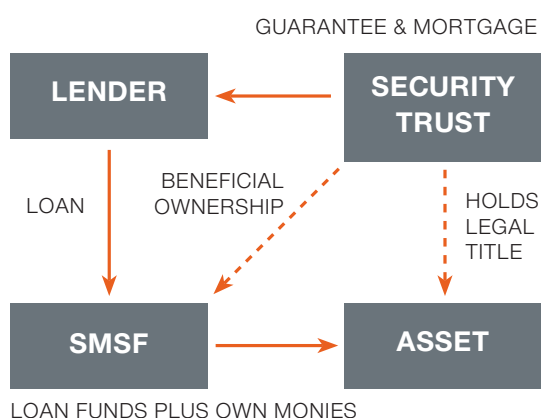 GUARANTEE & MORTGAGE
LENDER
SECURITY
TRUST
LOAN
BENEFICIAL
OWNERSHIP
HOLDS
LEGAL
TITLE
SMSF
ASSET
LOAN FUNDS PLUS OWN MONIES